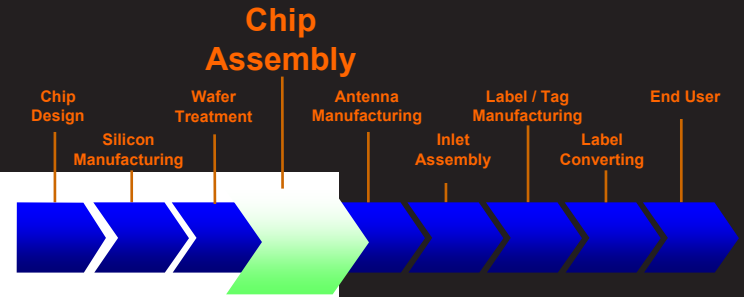 Chip
Assembly
Chip
Design
Silicon
Manufacturing
Wafer
Treatment
Antenna
Manufacturing
Inlet
Assembly
Label / Tag
Manufacturing
Label
Converting
End User